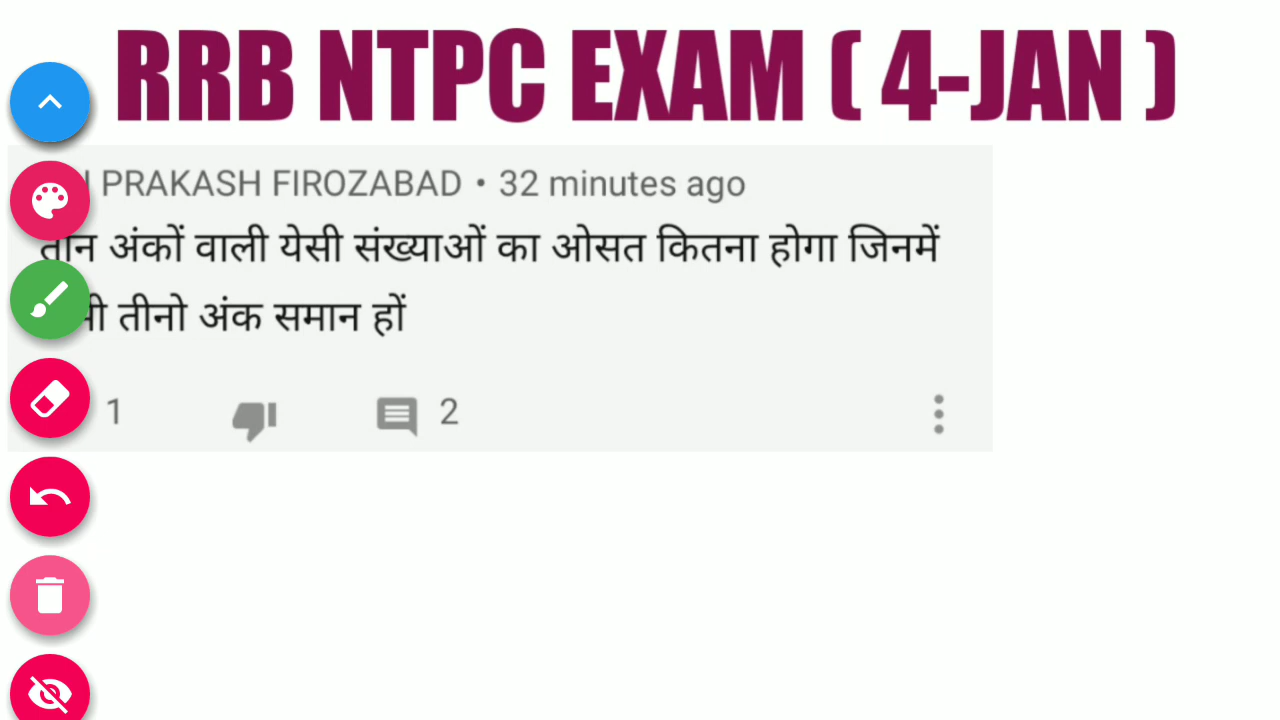 RRB NTPC EXAM ( 4-JAN )
PRAKASH FIROZABAD • 32 minutes ago
तीन अंकों वाली येसी संख्याओं का ओसत कितना होगा जिनमें
तीनो अंक समान हों
1 2